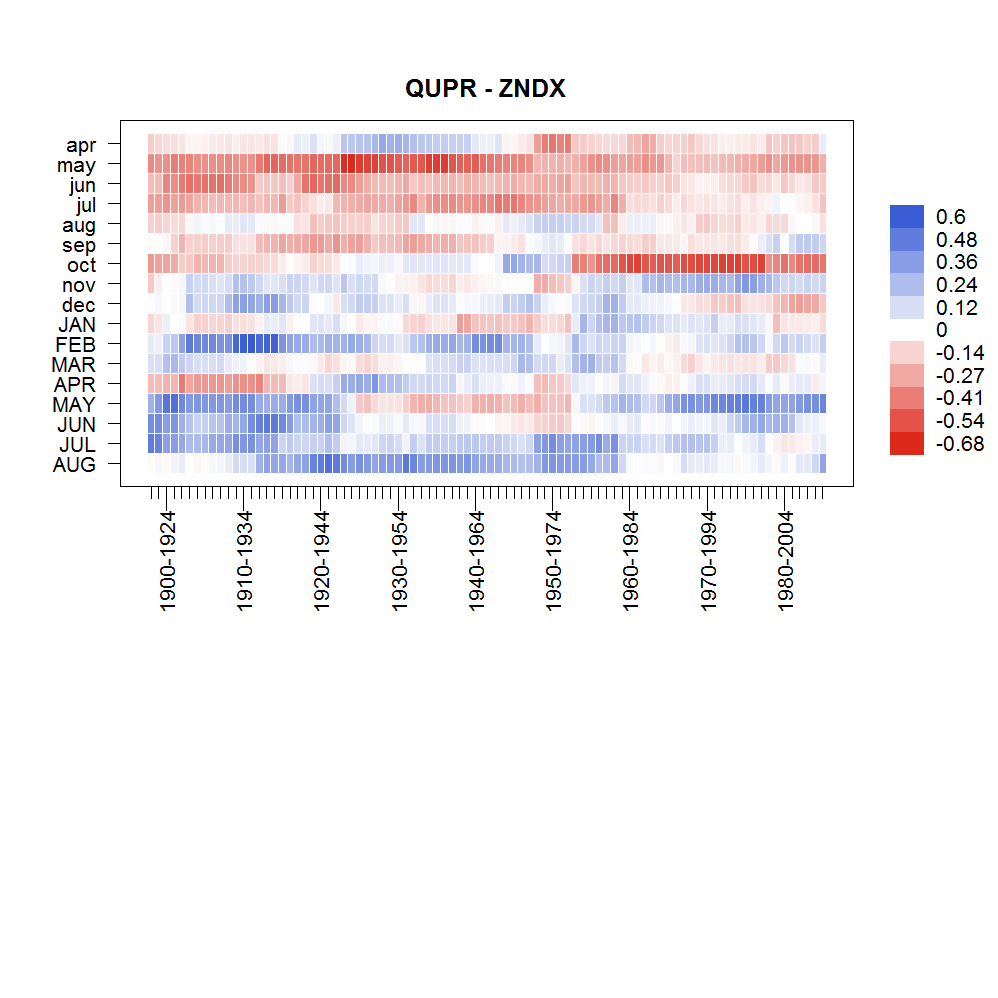 QUPR - ZNDX
apr
may
jun
jul
aug
sep
oct
nov
dec
JAN
FEB
MAR
APR
MAY
JUN
JUL
AUG
1900-1924
1910-1934
1920-1944
1930-1954
1940-1964
1950-1974
1960-1984
1970-1994
1980-2004
0.6
0.48
0.36
0.24
0.12
0
-0.14
-0.27
-0.41
-0.54
-0.68